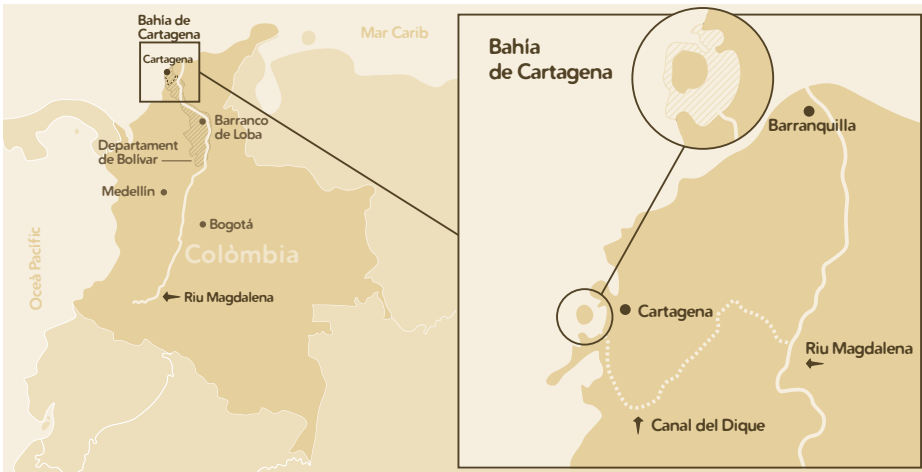 Bahía de
Cartagena
Mar Carib
Cartagena
Barranco
de Loba
Departament
de Bolívar
Medellín
Bogotá
Oceà Pacífic
Colòmbia
Riu Magdalena
Bahía
de Cartagena
Barranquilla
Cartagena
Riu Magdalena
Canal del Dique